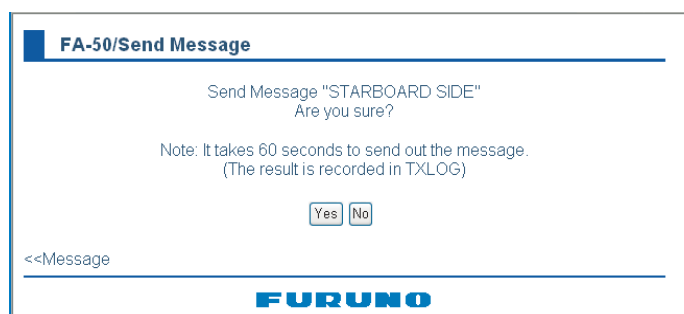 FA-50/Send Message
Send Message "STARBOARD SIDE"
Are you sure?
Note: It takes 60 seconds to send out the message.
(The result is recorded in TXLOG)
Yes No
<<Message
FURUNO